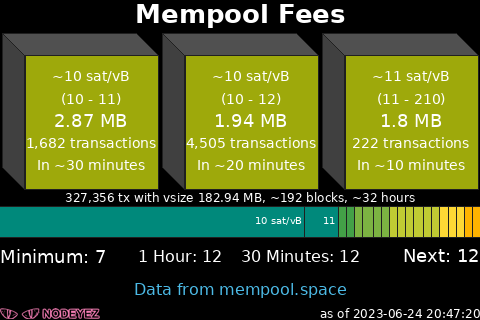 Mempool Fees
~10 sat/vB
(10 - 11)
2.87 MB
1,682 transactions
In ~30 minutes
~10 sat/vB
(10 - 12)
1.94 MB
4,505 transactions
In ~20 minutes
~11 sat/vB
(11 - 210)
1.8 MB
222 transactions
In ~10 minutes
327,356 tx with vsize 182.94 MB, ~192 blocks, ~32 hours
10 sat/vB 11
Minimum: 7 1 Hour: 12 30 Minutes: 12 Next: 12
Data from mempool.space
NODEYEZ as of 2023-06-24 20:47:20